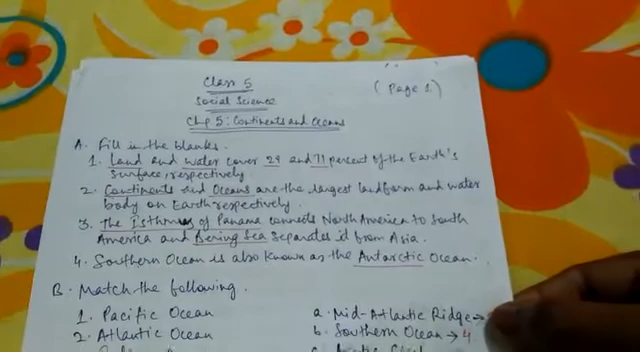 Class 5
(Page 1)
Social Science
Chp 5: Continents and Oceans
A. Fill in the blanks.
1. Land and water cover 29 and 71 percent of the Earth's
surface, respectively
2. Continents and Oceans are the largest landform and water
body on Earth respectively.
3. The Isthmus of Panama connects North America to South
America and Bering Sea separates it from Asia.
4. Southern Ocean is also known as the Antarctic Ocean.
B. Match the following.
1. Pacific Ocean
a. Mid-Atlantic Ridge →
2. Atlantic Ocean
b. Southern Ocean → 4